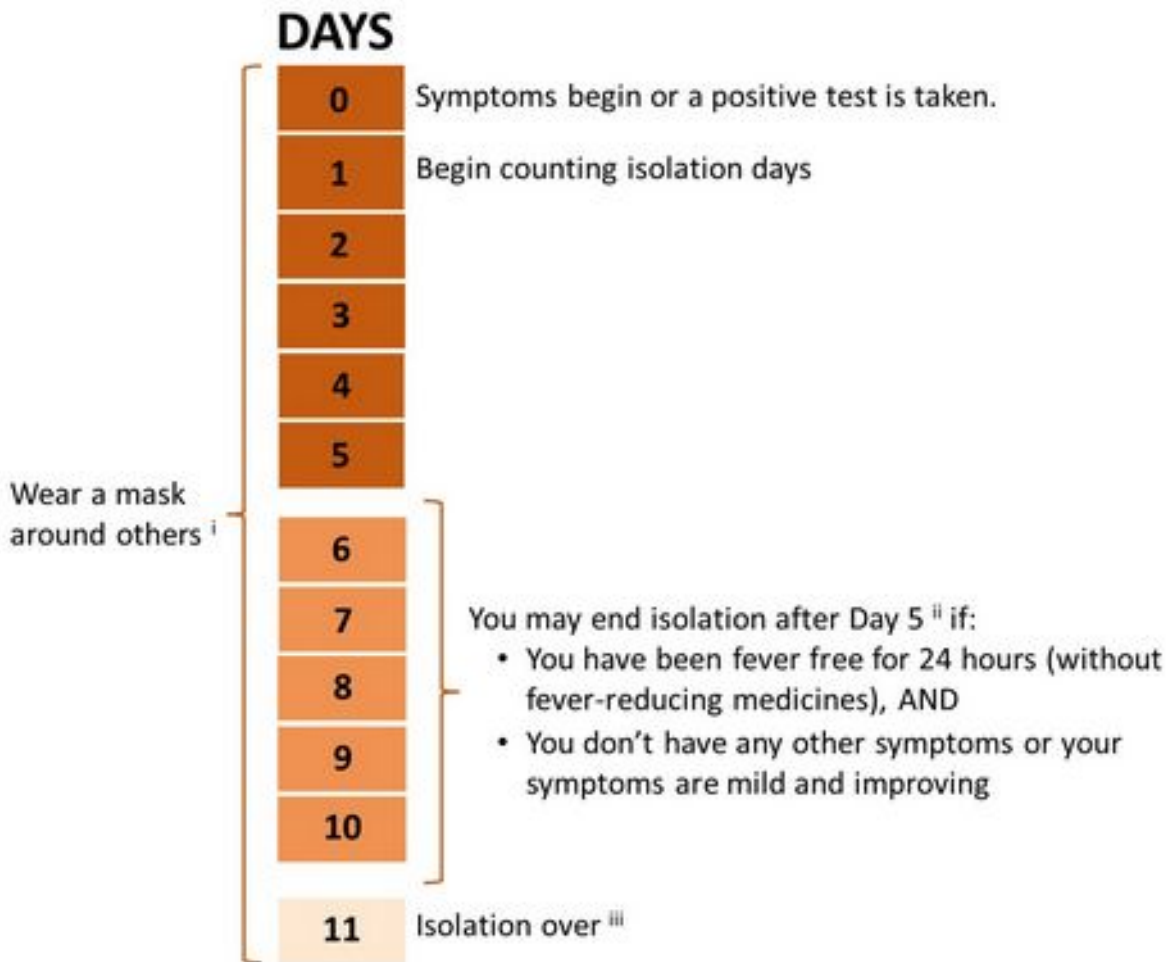 DAYS
0 Symptoms begin or a positive test is taken.
1 Begin counting isolation days
2
3
4
5
Wear a mask
around others i
6
7
8
9
10
You may end isolation after Day 5 ii if:
• You have been fever free for 24 hours (without
fever-reducing medicines), AND
• You don't have any other symptoms or your
symptoms are mild and improving
11 Isolation over iii